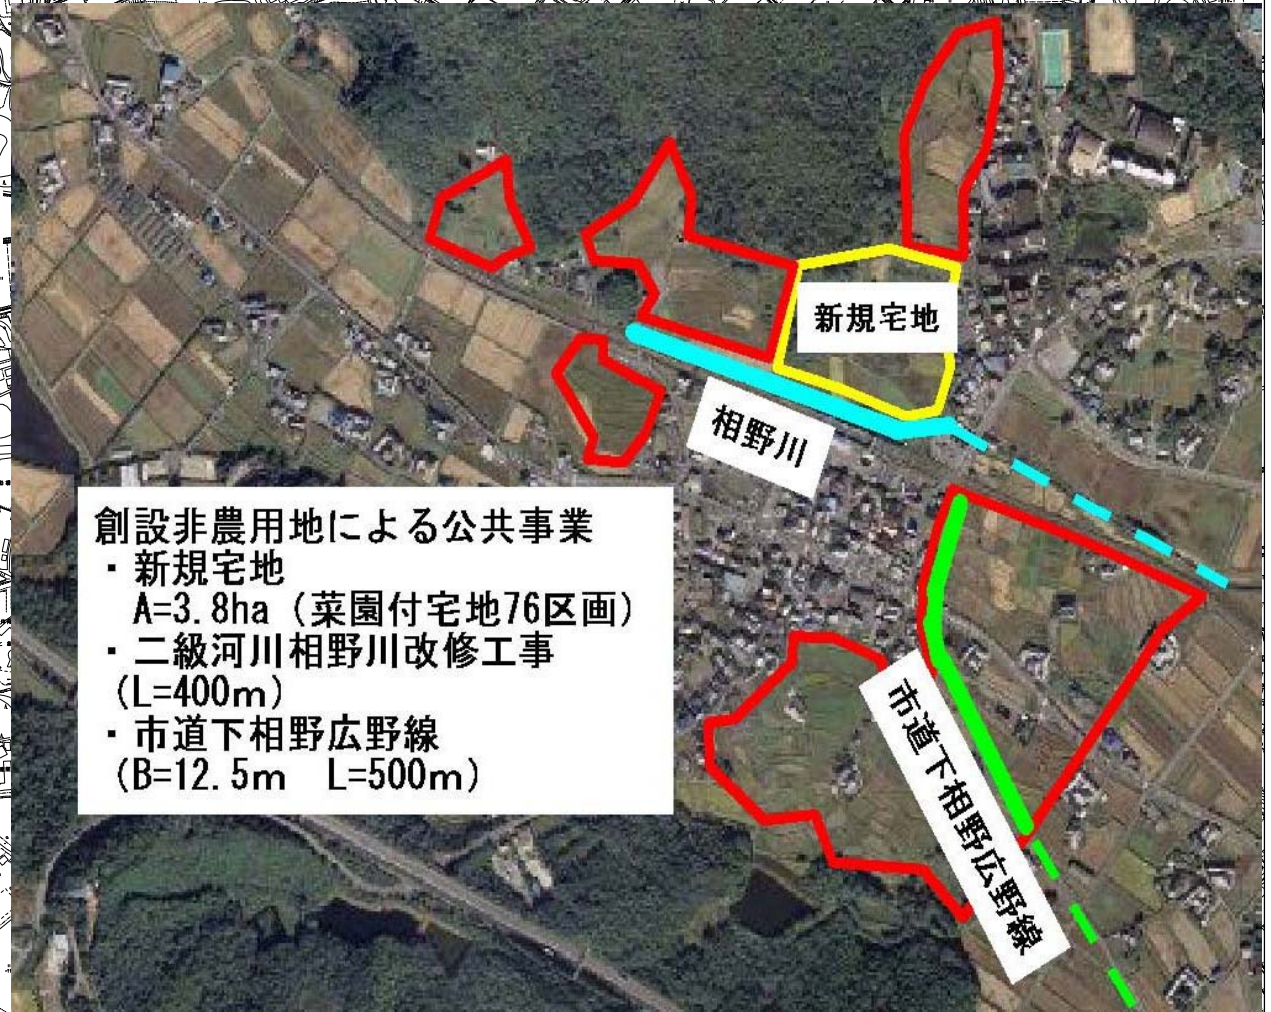 新規宅地
相野川
創設非農用地による公共事業
・新規宅地
A=3.8ha（菜園付宅地76区画）
・二級河川相野川改修工事
(L=400m)
・市道下相野広野線
(B=12.5m　L=500m)
市道下相野広野線